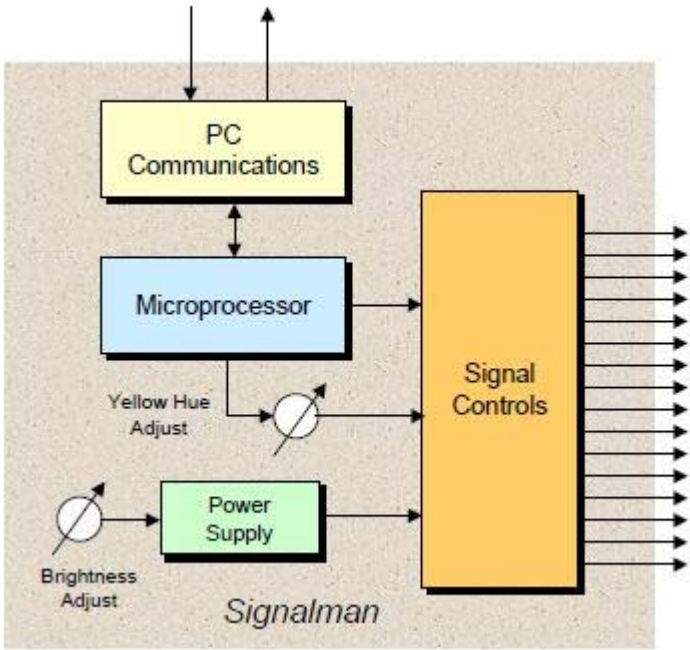 PC
Communications
Microprocessor
Yellow Hue
Adjust
Signal
Controls
Power
Supply
Brightness
Adjust
Signalman